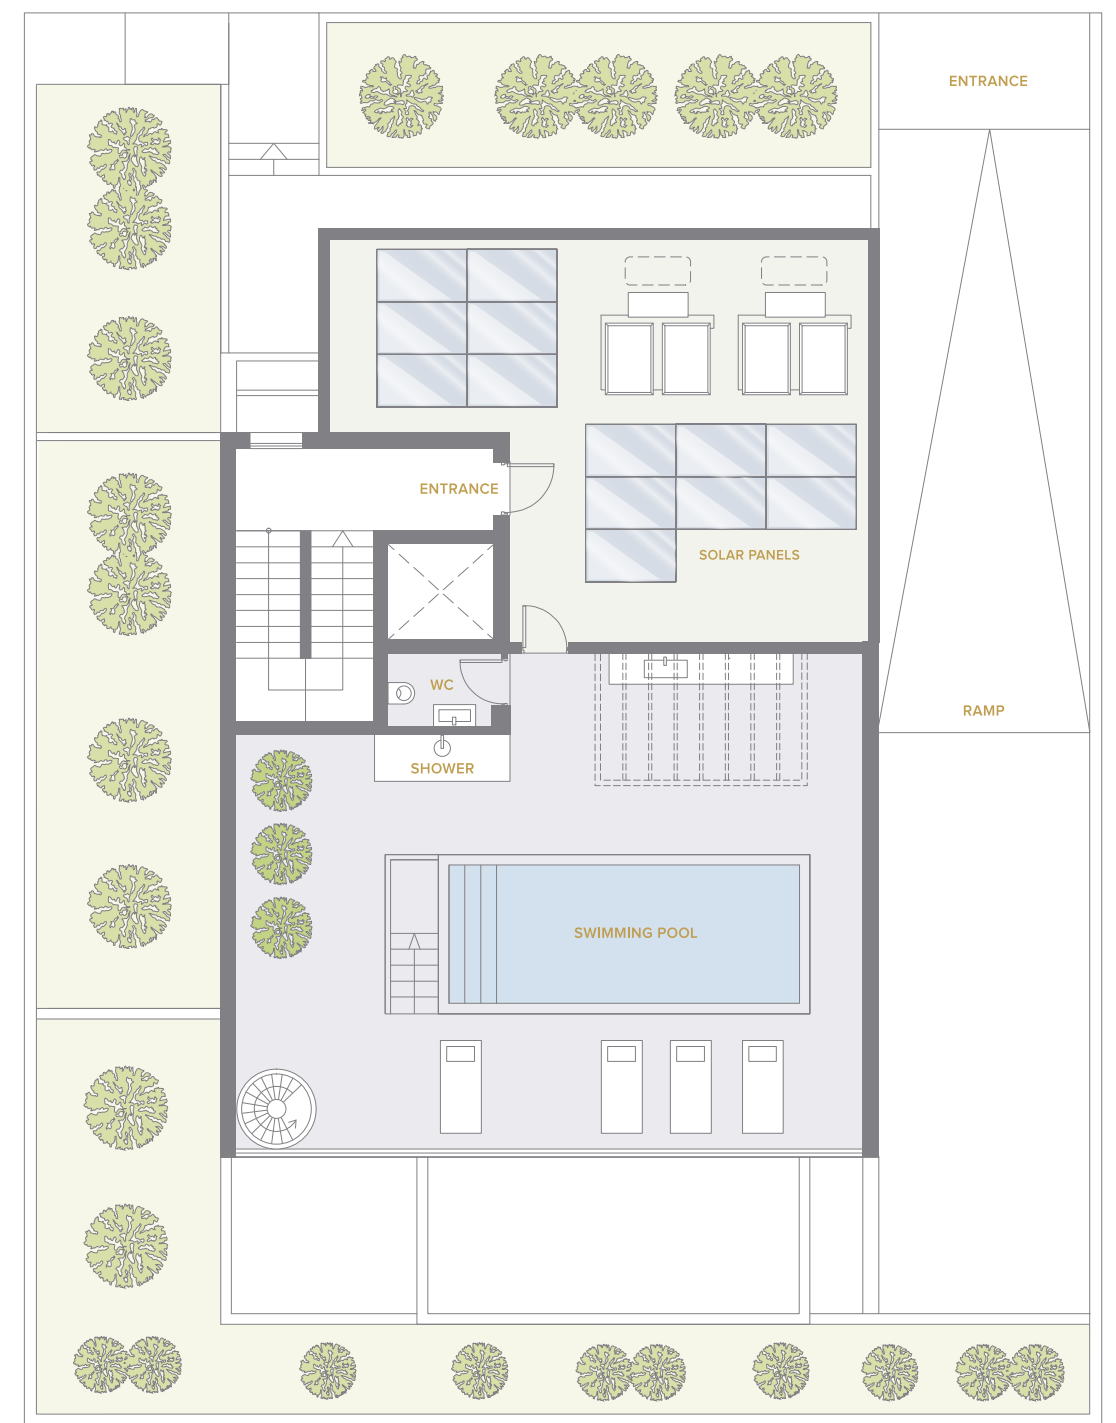 ENTRANCE
ENTRANCE
SOLAR PANELS
WC
RAMP
SHOWER
SWIMMING POOL